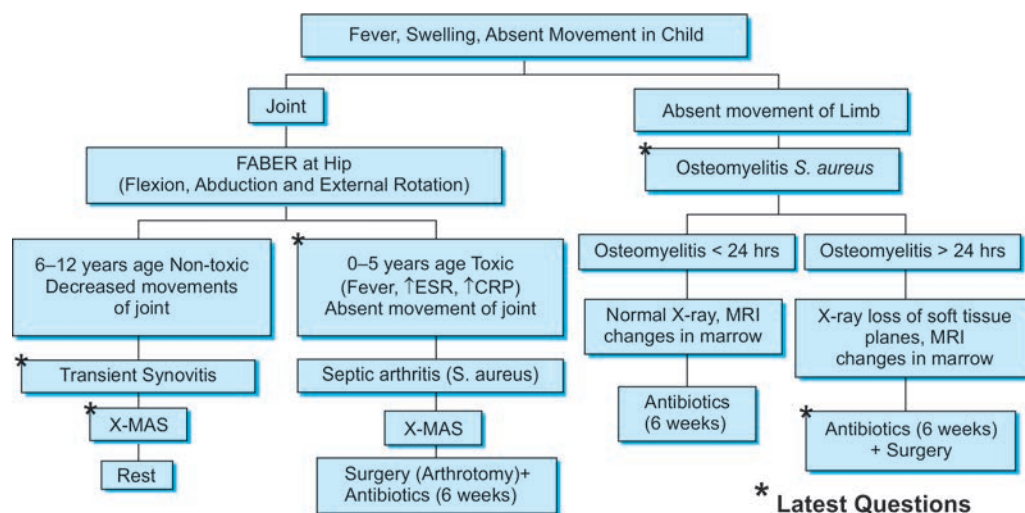 Fever, Swelling, Absent Movement in Child
Joint
Absent movement of Limb
FABER at Hip
(Flexion, Abduction and External Rotation)
* Osteomyelitis S. aureus
6–12 years age Non-toxic
Decreased movements
of joint
* 0–5 years age Toxic
(Fever, ↑ESR, ↑CRP)
Absent movement of joint
Osteomyelitis < 24 hrs
Osteomyelitis > 24 hrs
Normal X-ray, MRI
changes in marrow
X-ray loss of soft tissue
planes, MRI
changes in marrow
* Transient Synovitis
Septic arthritis (S. aureus)
Antibiotics
(6 weeks)
* Antibiotics (6 weeks)
+ Surgery
* X-MAS
X-MAS
Rest
Surgery (Arthrotomy)+
Antibiotics (6 weeks)
* Latest Questions